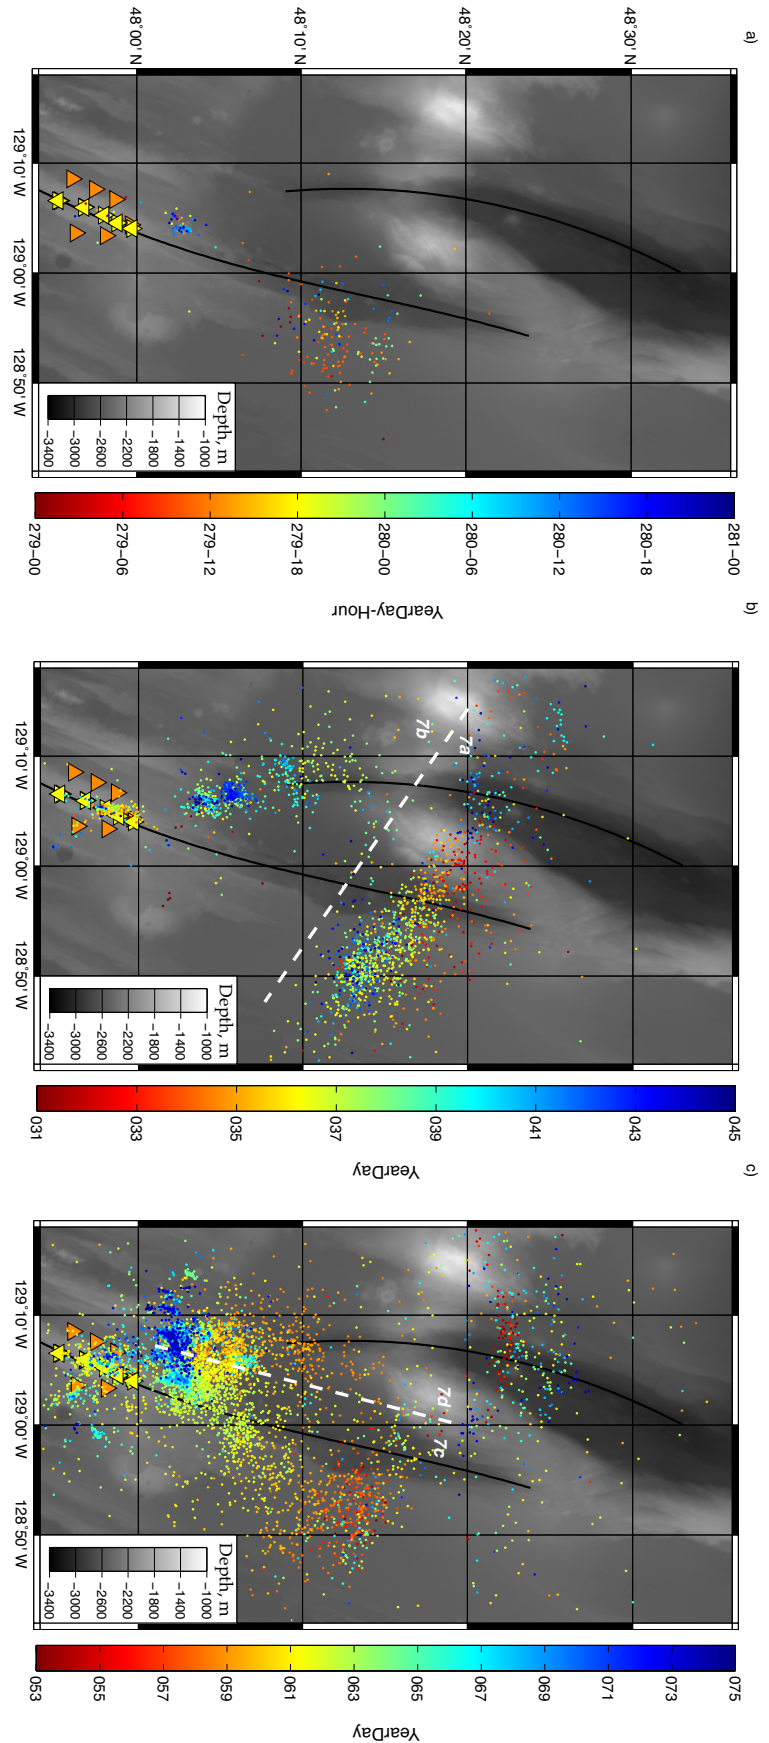 a)
48°00' N
48°10' N
48°20' N
48°30' N
129°10' W
129°00' W
128°50' W
Depth, m
−1000
−1400
−1800
−2200
−2600
−3000
−3400
279−00
279−06
279−12
279−18
280−00
280−06
280−12
280−18
281−00
YearDay-Hour
b)
7a
7b
129°10' W
129°00' W
128°50' W
Depth, m
−1000
−1400
−1800
−2200
−2600
−3000
−3400
031
033
035
037
039
041
043
045
YearDay
c)
7d
7c
129°10' W
129°00' W
128°50' W
Depth, m
−1000
−1400
−1800
−2200
−2600
−3000
−3400
053
055
057
059
061
063
065
067
069
071
073
075
YearDay